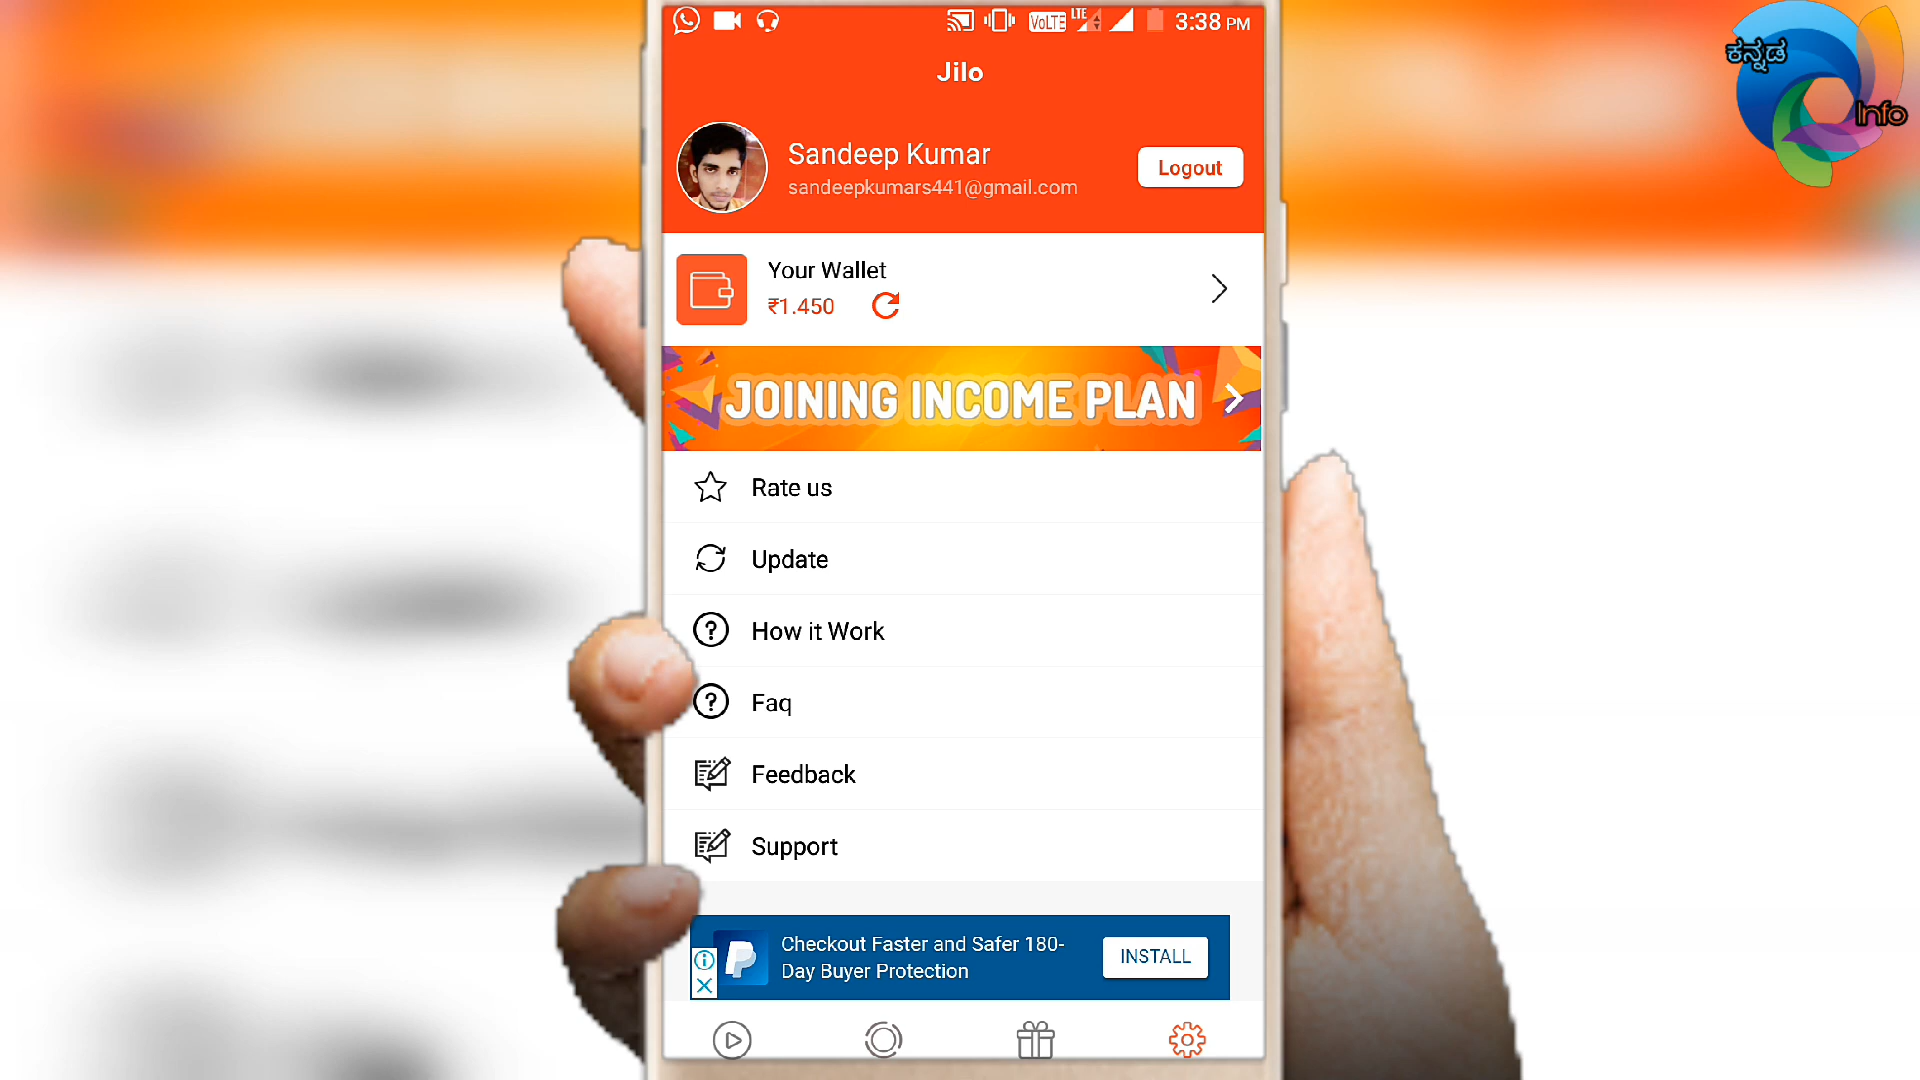 VoLTE LTE 3:38 PM
Jilo
Sandeep Kumar
sandeepkumars441@gmail.com
Logout
Your Wallet
₹1.450
JOINING INCOME PLAN
Rate us
Update
How it Work
Faq
Feedback
Support
Checkout Faster and Safer 180-
Day Buyer Protection
INSTALL
ಕನ್ನಡ
Info